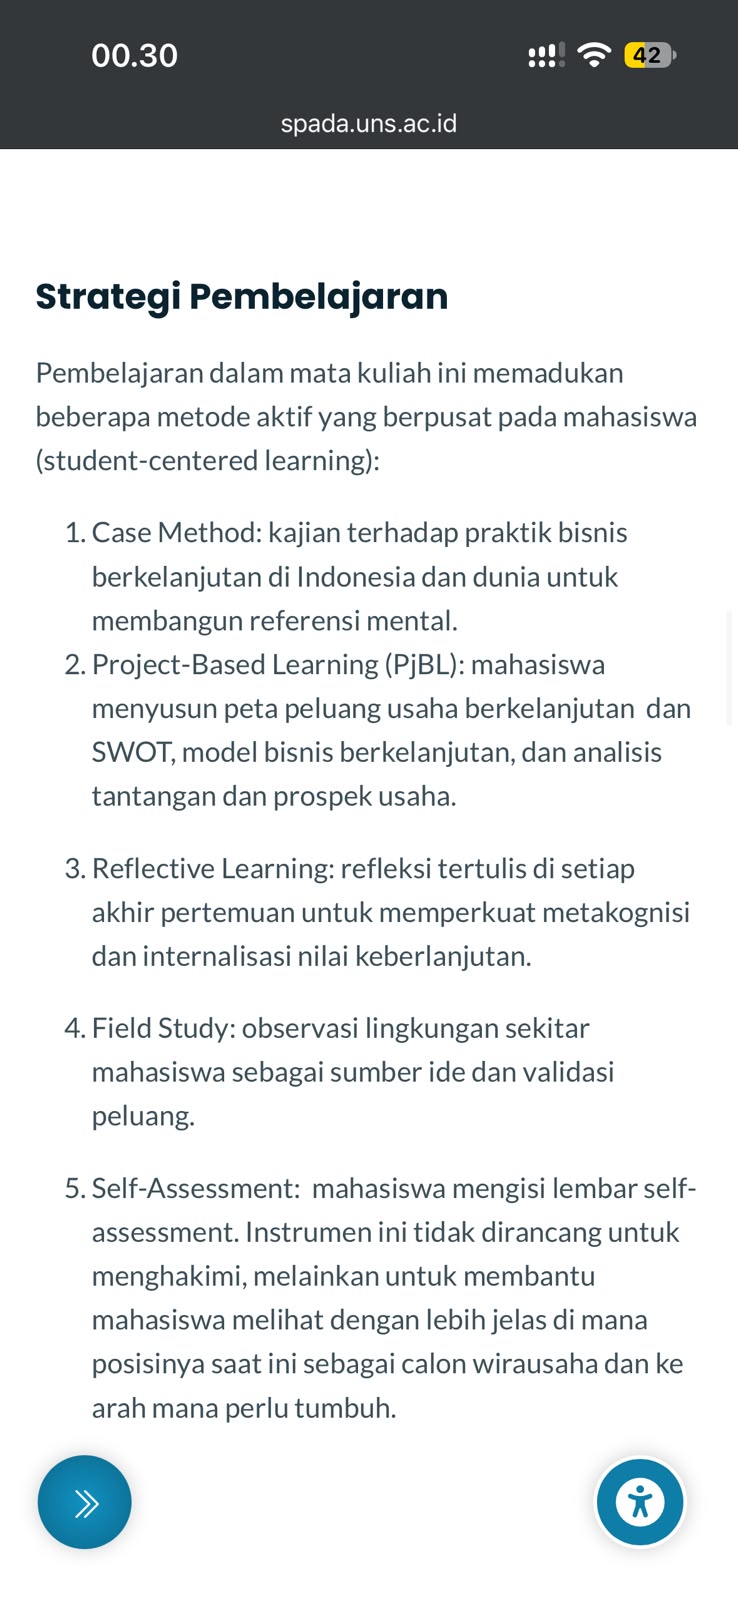 00.30
42
spada.uns.ac.id
Strategi Pembelajaran
Pembelajaran dalam mata kuliah ini memadukan
beberapa metode aktif yang berpusat pada mahasiswa
(student-centered learning):
1. Case Method: kajian terhadap praktik bisnis
berkelanjutan di Indonesia dan dunia untuk
membangun referensi mental.
2. Project-Based Learning (PjBL): mahasiswa
menyusun peta peluang usaha berkelanjutan  dan
SWOT, model bisnis berkelanjutan, dan analisis
tantangan dan prospek usaha.
3. Reflective Learning: refleksi tertulis di setiap
akhir pertemuan untuk memperkuat metakognisi
dan internalisasi nilai keberlanjutan.
4. Field Study: observasi lingkungan sekitar
mahasiswa sebagai sumber ide dan validasi
peluang.
5. Self-Assessment:  mahasiswa mengisi lembar self-
assessment. Instrumen ini tidak dirancang untuk
menghakimi, melainkan untuk membantu
mahasiswa melihat dengan lebih jelas di mana
posisinya saat ini sebagai calon wirausaha dan ke
arah mana perlu tumbuh.